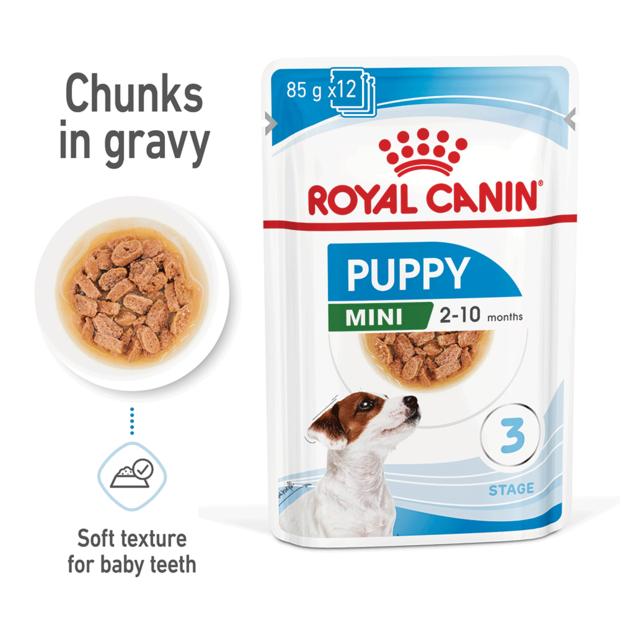 Chunks
in gravy
Soft texture
for baby teeth
85 g x12
ROYAL CANIN®
PUPPY
MINI 2-10 months
3
STAGE